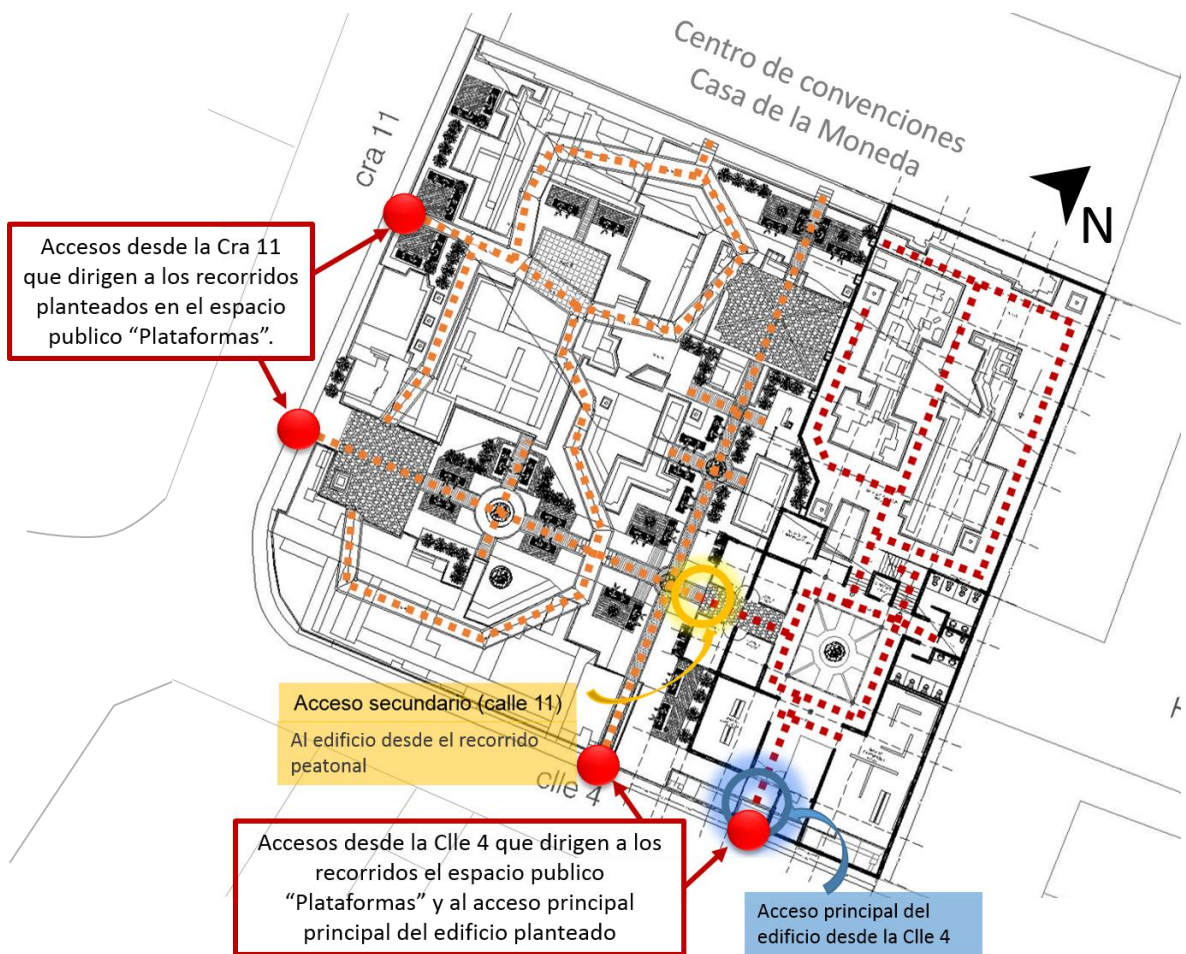 Centro de convenciones
Casa de la Moneda
cra 11
N
Accesos desde la Cra 11
que dirigen a los recorridos
planteados en el espacio
publico “Plataformas”.
Acceso secundario (calle 11)
Al edificio desde el recorrido
peatonal
clle 4
Accesos desde la Clle 4 que dirigen a los
recorridos el espacio publico
“Plataformas” y al acceso principal
principal del edificio planteado
Acceso principal del
edificio desde la Clle 4